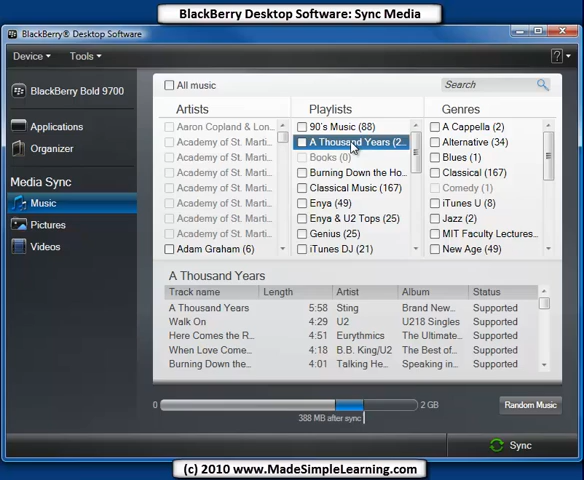 BlackBerry Desktop Software: Sync Media
BlackBerry® Desktop Software
Device Tools ?
BlackBerry Bold 9700
Applications
Organizer
Media Sync
Music
Pictures
Videos
All music
Search
Artists
Aaron Copland & Lon...
Academy of St. Marti...
Academy of St. Marti...
Academy of St. Marti...
Academy of St. Marti...
Academy of St. Marti...
Academy of St. Marti...
Adam Graham (6)
Playlists
90's Music (88)
A Thousand Years (2...
Books (0)
Burning Down the Ho...
Classical Music (167)
Enya (49)
Enya & U2 Tops (25)
Genius (25)
iTunes DJ (21)
Genres
A Cappella (2)
Alternative (34)
Blues (1)
Classical (167)
Comedy (1)
iTunes U (8)
Jazz (2)
MIT Faculty Lectures...
New Age (49)
A Thousand Years
Track name Length Artist Album Status
A Thousand Years 5:58 Sting Brand New... Supported
Walk On 4:29 U2 U218 Singles Supported
Here Comes the R... 4:51 Eurythmics The Ultimate... Supported
When Love Come... 4:18 B.B. King/U2 The Best of... Supported
Burning Down the... 4:01 Talking He... Speaking in... Supported
0 2 GB
388 MB after sync
Random Music
Sync
(c) 2010 www.MadeSimpleLearning.com